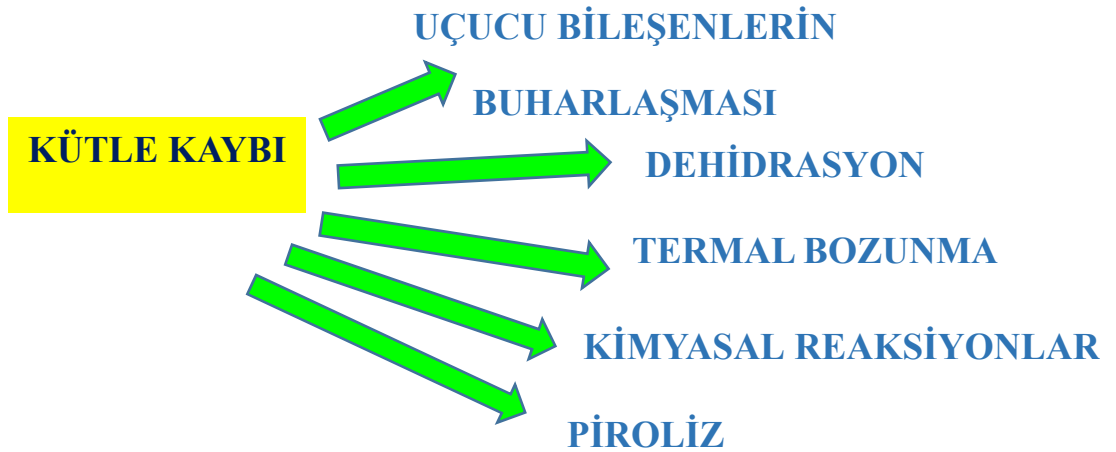 UÇUCU BİLEŞENLERİN
BUHARLAŞMASI
KÜTLE KAYBI
DEHİDRASYON
TERMAL BOZUNMA
KİMYASAL REAKSİYONLAR
PİROLİZ